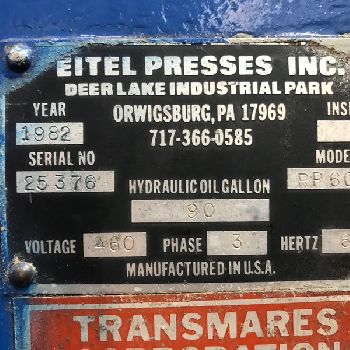 EITEL PRESSES INC.
DEER LAKE INDUSTRIAL PARK
YEAR ORWIGSBURG, PA 17969
1982 717-366-0585
SERIAL NO
25376 HYDRAULIC OIL GALLON
90
VOLTAGE 460 PHASE 3 HERTZ
MANUFACTURED IN U.S.A.
TRANSMARES